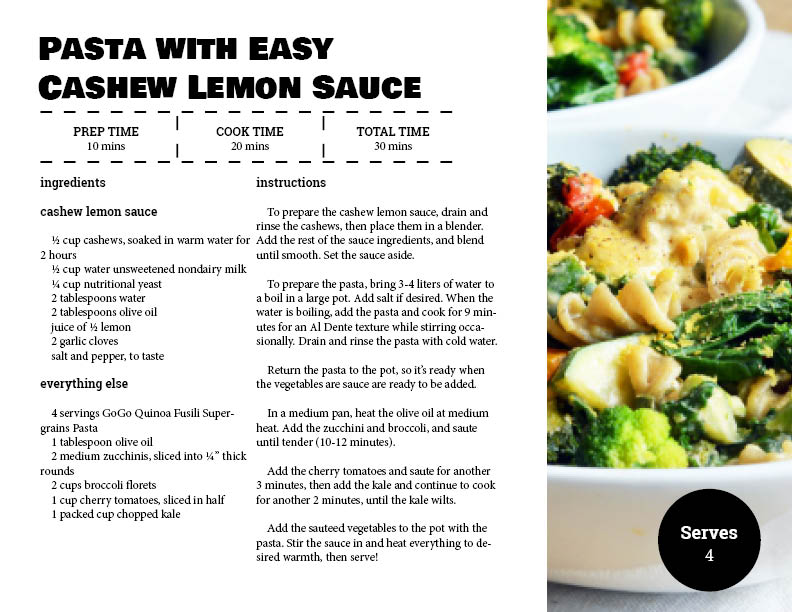 Pasta with Easy
Cashew Lemon Sauce
PREP TIME
10 mins
COOK TIME
20 mins
TOTAL TIME
30 mins
ingredients
cashew lemon sauce
½ cup cashews, soaked in warm water for
2 hours
½ cup water unsweetened nondairy milk
¼ cup nutritional yeast
2 tablespoons water
2 tablespoons olive oil
juice of ½ lemon
2 garlic cloves
salt and pepper, to taste
everything else
4 servings GoGo Quinoa Fusili Super-
grains Pasta
1 tablespoon olive oil
2 medium zucchinis, sliced into ¼” thick
rounds
2 cups broccoli florets
1 cup cherry tomatoes, sliced in half
1 packed cup chopped kale
instructions
To prepare the cashew lemon sauce, drain and
rinse the cashews, then place them in a blender.
Add the rest of the sauce ingredients, and blend
until smooth. Set the sauce aside.
To prepare the pasta, bring 3-4 liters of water to
a boil in a large pot. Add salt if desired. When the
water is boiling, add the pasta and cook for 9 min-
utes for an Al Dente texture while stirring occa-
sionally. Drain and rinse the pasta with cold water.
Return the pasta to the pot, so it’s ready when
the vegetables are sauce are ready to be added.
In a medium pan, heat the olive oil at medium
heat. Add the zucchini and broccoli, and saute
until tender (10-12 minutes).
Add the cherry tomatoes and saute for another
3 minutes, then add the kale and continue to cook
for another 2 minutes, until the kale wilts.
Add the sauteed vegetables to the pot with the
pasta. Stir the sauce in and heat everything to de-
sired warmth, then serve!
Serves
4